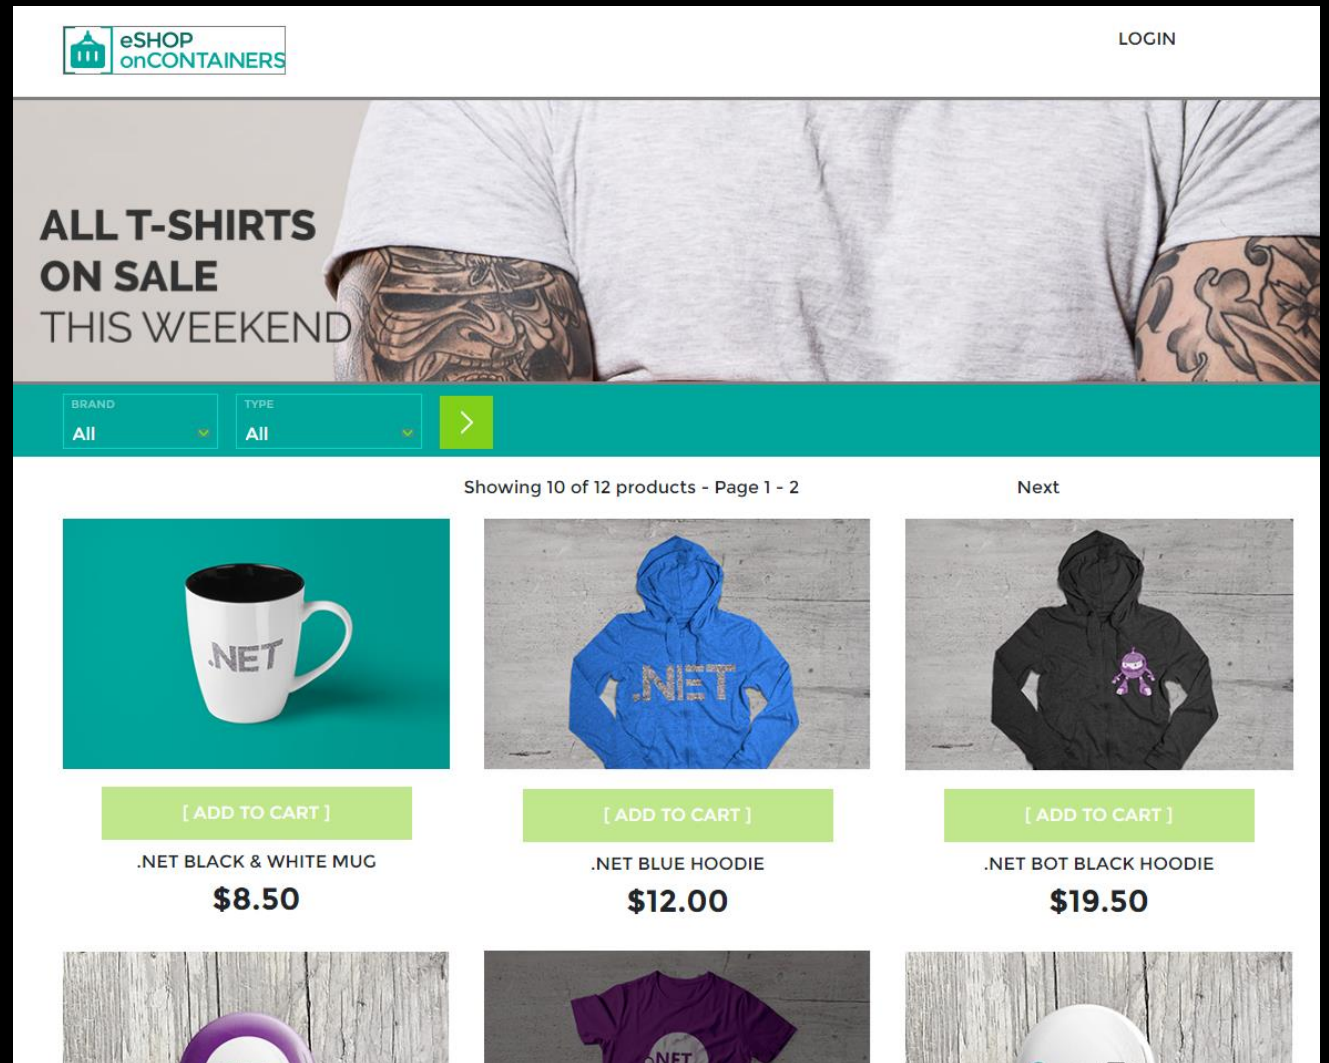 eSHOP
onCONTAINERS
LOGIN
ALL T-SHIRTS
ON SALE
THIS WEEKEND
BRAND
All
TYPE
All
Showing 10 of 12 products - Page 1 - 2
Next
.NET
.NET
[ ADD TO CART ]
[ ADD TO CART ]
[ ADD TO CART ]
.NET BLACK & WHITE MUG
.NET BLUE HOODIE
.NET BOT BLACK HOODIE
$8.50
$12.00
$19.50
.NET